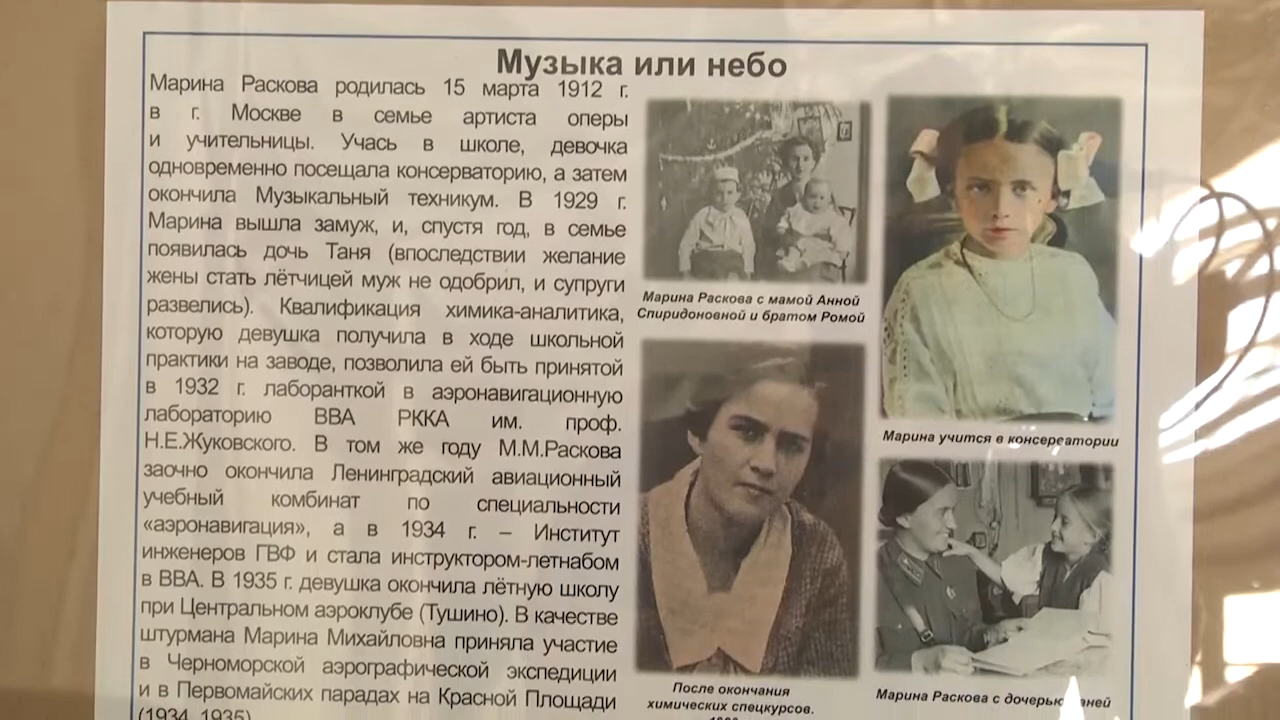 Музыка или небо
Марина Раскова родилась 15 марта 1912 г.
в г. Москве в семье артиста оперы
и учительницы. Учась в школе, девочка
одновременно посещала консерваторию, а затем
окончила Музыкальный техникум. В 1929 г.
Марина вышла замуж, и, спустя год, в семье
появилась дочь Таня (впоследствии желание
жены стать лётчицей муж не одобрил, и супруги
развелись). Квалификация химика-аналитика,
которую девушка получила в ходе школьной
практики на заводе, позволила ей быть принятой
в 1932 г. лаборанткой в аэронавигационную
лабораторию ВВА РККА им. проф.
Н.Е.Жуковского. В том же году М.М.Раскова
заочно окончила Ленинградский авиационный
учебный комбинат по специальности
«аэронавигация», а в 1934 г. – Институт
инженеров ГВФ и стала инструктором-летнабом
в ВВА. В 1935 г. девушка окончила лётную школу
при Центральном аэроклубе (Тушино). В качестве
штурмана Марина Михайловна приняла участие
в Черноморской аэрографической экспедиции
и в Первомайских парадах на Красной Площади
(1934, 1935)
Марина Раскова с мамой Анной
Спиридоновной и братом Ромой
Марина учится в консерватории
После окончания
химических спецкурсов.
Марина Раскова с дочерью Таней